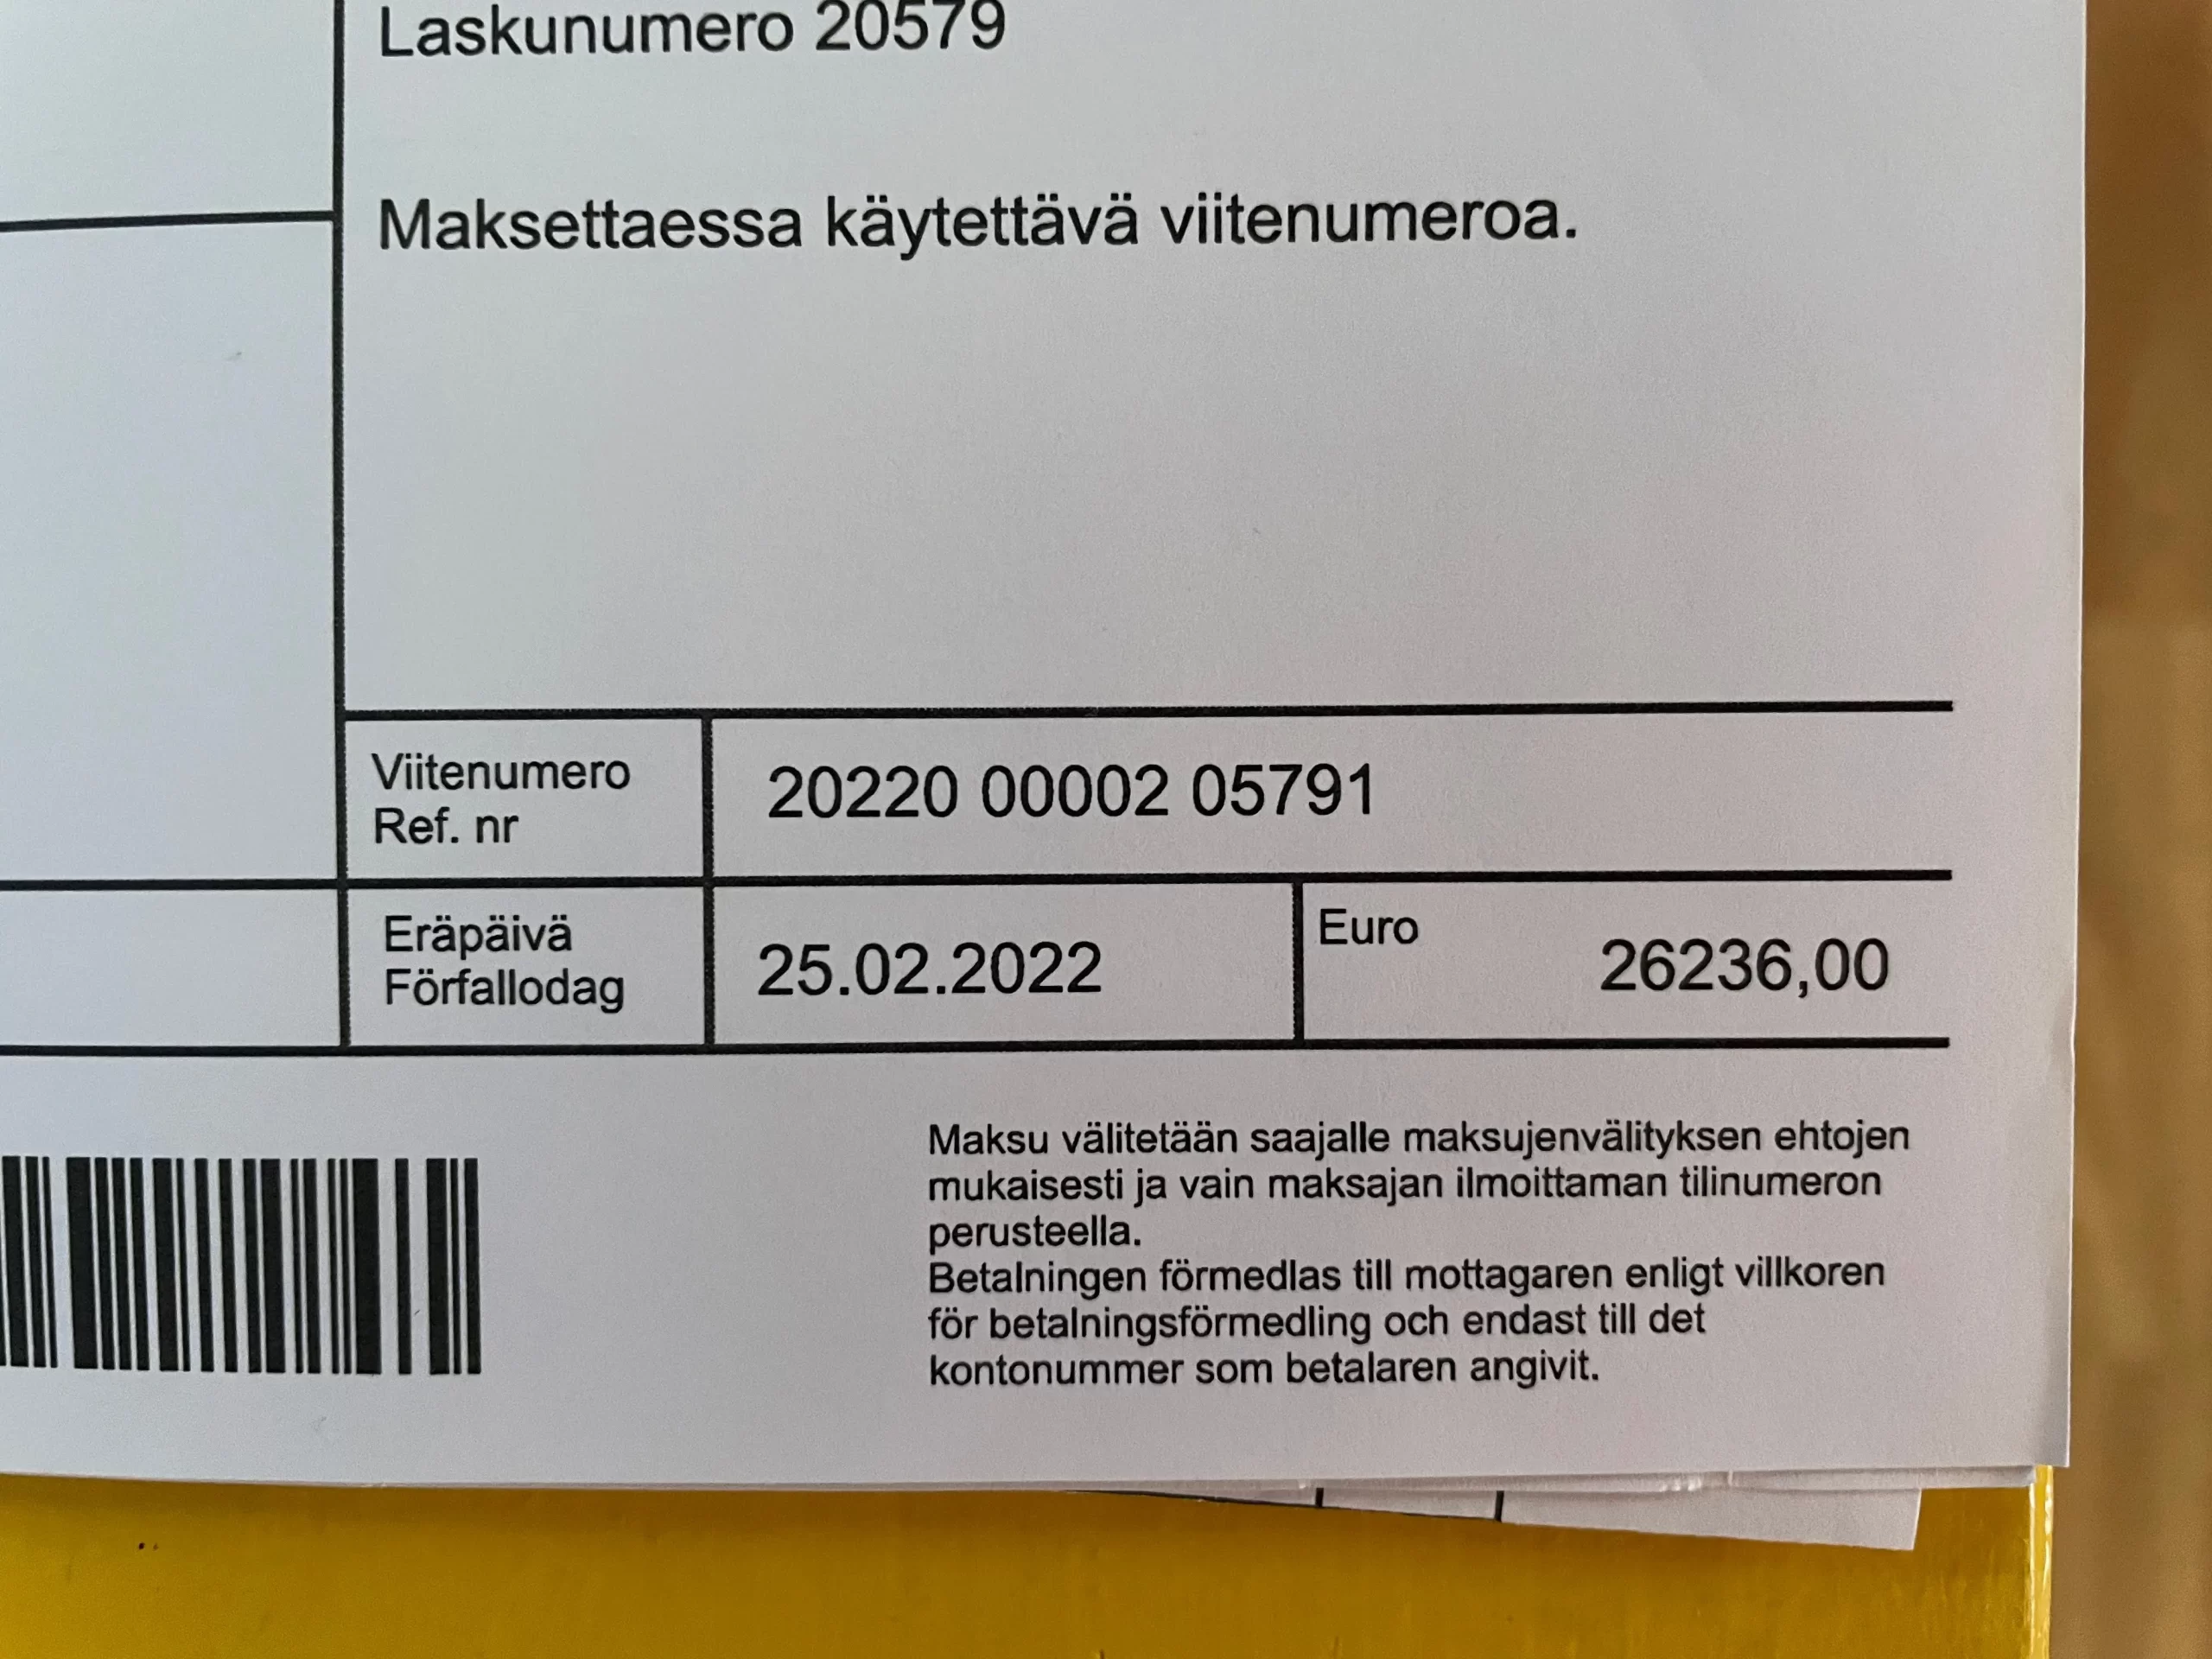 Laskunumero 20579
Maksettaessa käytettävä viitenumeroa.
Viitenumero
Ref. nr
20220 00002 05791
Eräpäivä
Förfallodag
25.02.2022
Euro
26236,00
Maksu välitetään saajalle maksujenvälityksen ehtojen
mukaisesti ja vain maksajan ilmoittaman tilinumeron
perusteella.
Betalningen förmedlas till mottagaren enligt villkoren
för betalningsförmedling och endast till det
kontonummer som betalaren angivit.